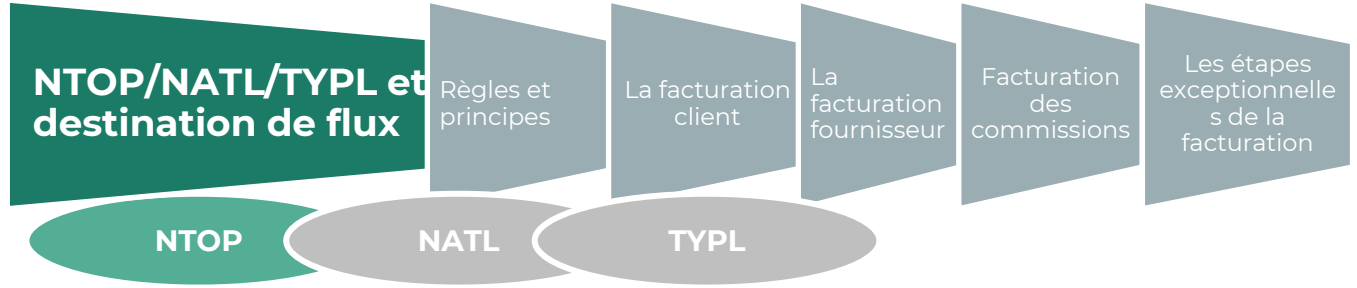 NTOP/NATL/TYPL et
destination de flux
Règles et
principes
La facturation
client
La
facturation
fournisseur
Facturation
des
commissions
Les étapes
exceptionnelle
s de la
facturation
NTOP
NATL
TYPL